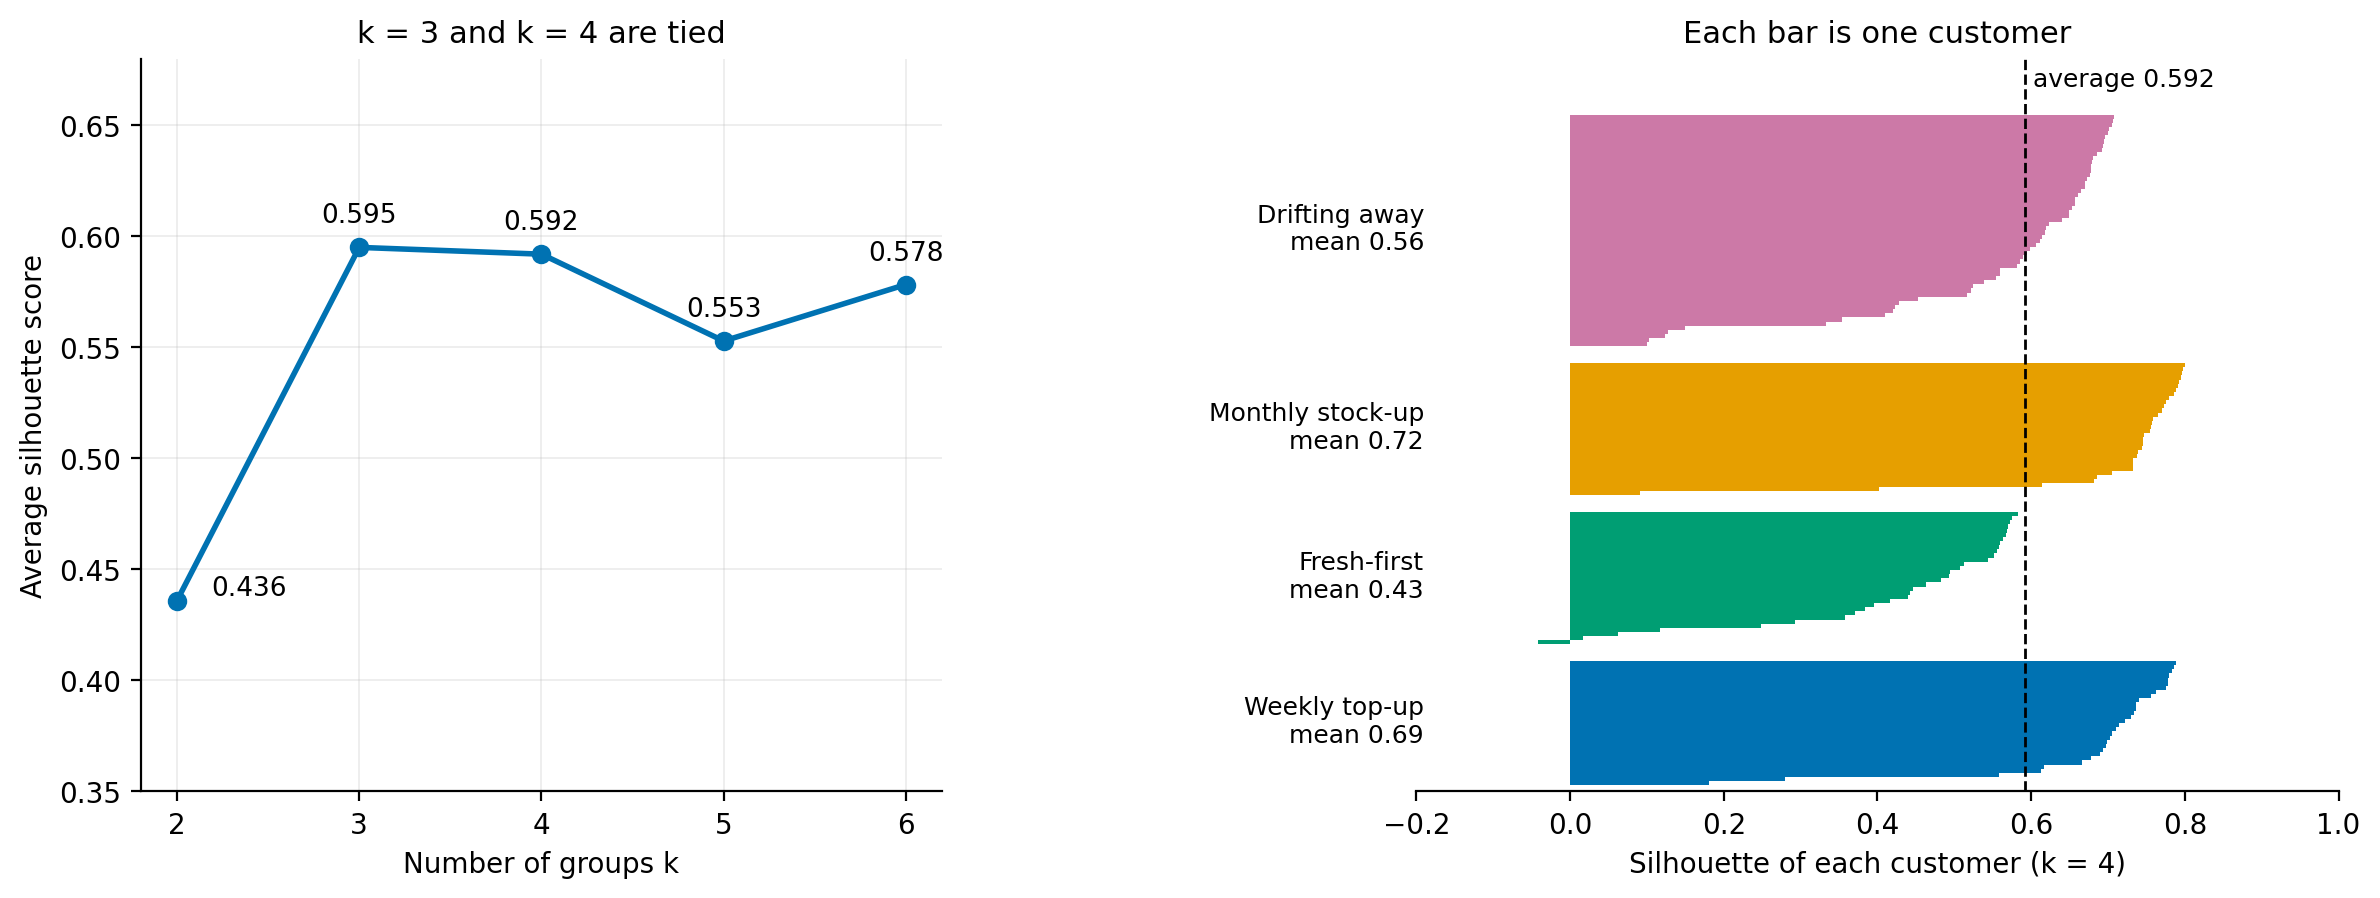 k = 3 and k = 4 are tied
Average silhouette score
0.65
0.60
0.55
0.50
0.45
0.40
0.35
0.436
0.595
0.592
0.553
0.578
2
3
4
5
6
Number of groups k
Each bar is one customer
average 0.592
Drifting away
mean 0.56
Monthly stock-up
mean 0.72
Fresh-first
mean 0.43
Weekly top-up
mean 0.69
−0.2
0.0
0.2
0.4
0.6
0.8
1.0
Silhouette of each customer (k = 4)